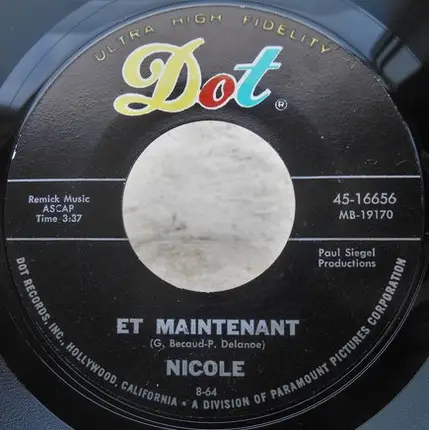 ULTRA HIGH FIDELITY
Dot®
Remick Music
ASCAP
Time 3:37
45-16656
MB-19170
Paul Siegel
Productions
ET MAINTENANT
(G. Becaud-P. Delanoe)
NICOLE
8-64
DOT RECORDS, INC., HOLLYWOOD, CALIFORNIA • A DIVISION OF PARAMOUNT PICTURES CORPORATION